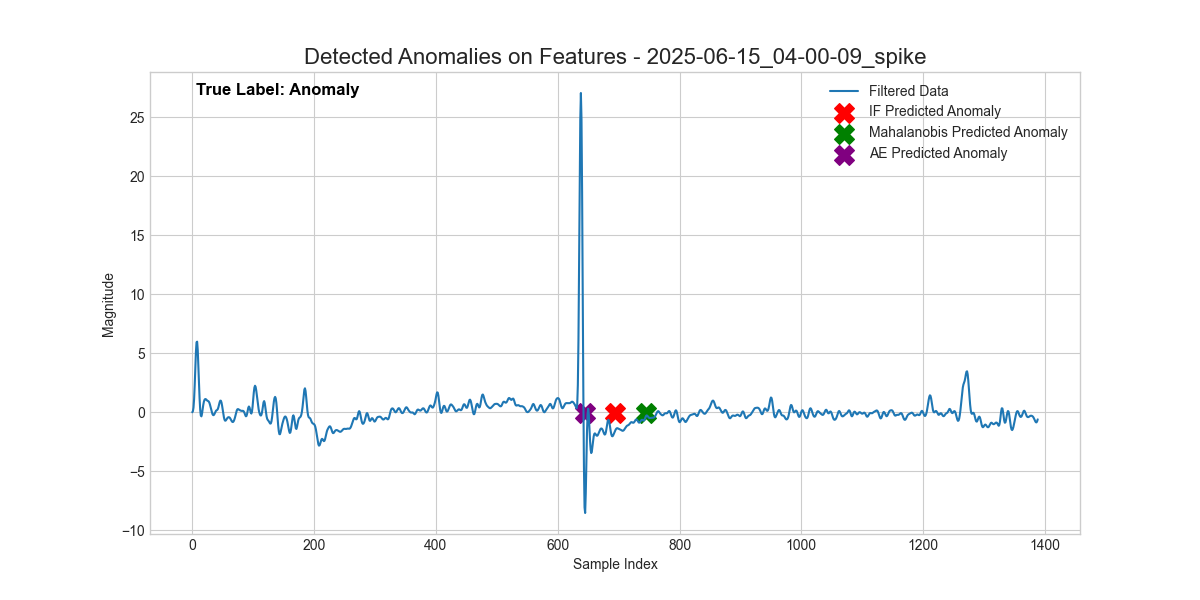 Detected Anomalies on Features - 2025-06-15_04-00-09_spike
True Label: Anomaly
Filtered Data
IF Predicted Anomaly
Mahalanobis Predicted Anomaly
AE Predicted Anomaly
Magnitude
25
20
15
10
5
0
−5
−10
0 200 400 600 800 1000 1200 1400
Sample Index